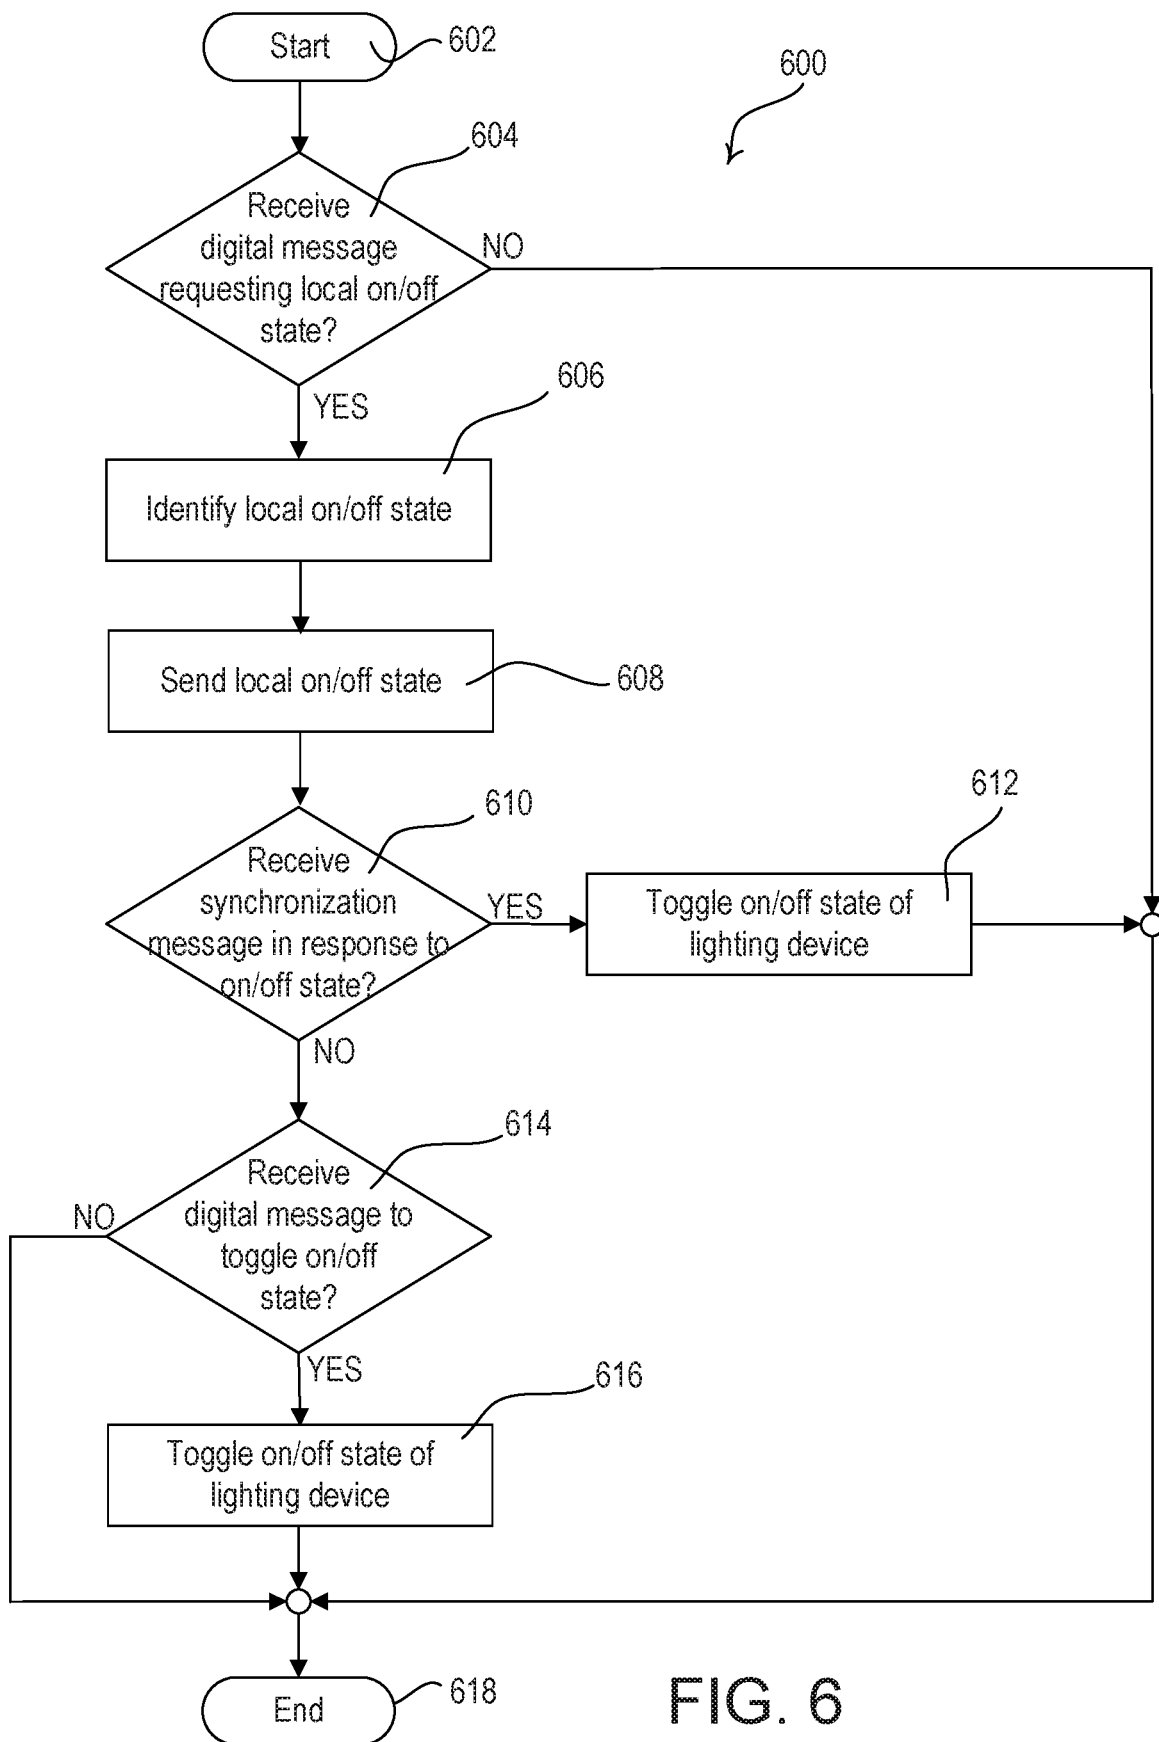 Start
602
600
604
Receive
digital message
requesting local on/off
state?
NO
YES
606
Identify local on/off state
Send local on/off state
608
610
Receive
synchronization
message in response to
on/off state?
YES
612
Toggle on/off state of
lighting device
NO
614
Receive
digital message to
toggle on/off
state?
NO
YES
616
Toggle on/off state of
lighting device
End
618
FIG. 6